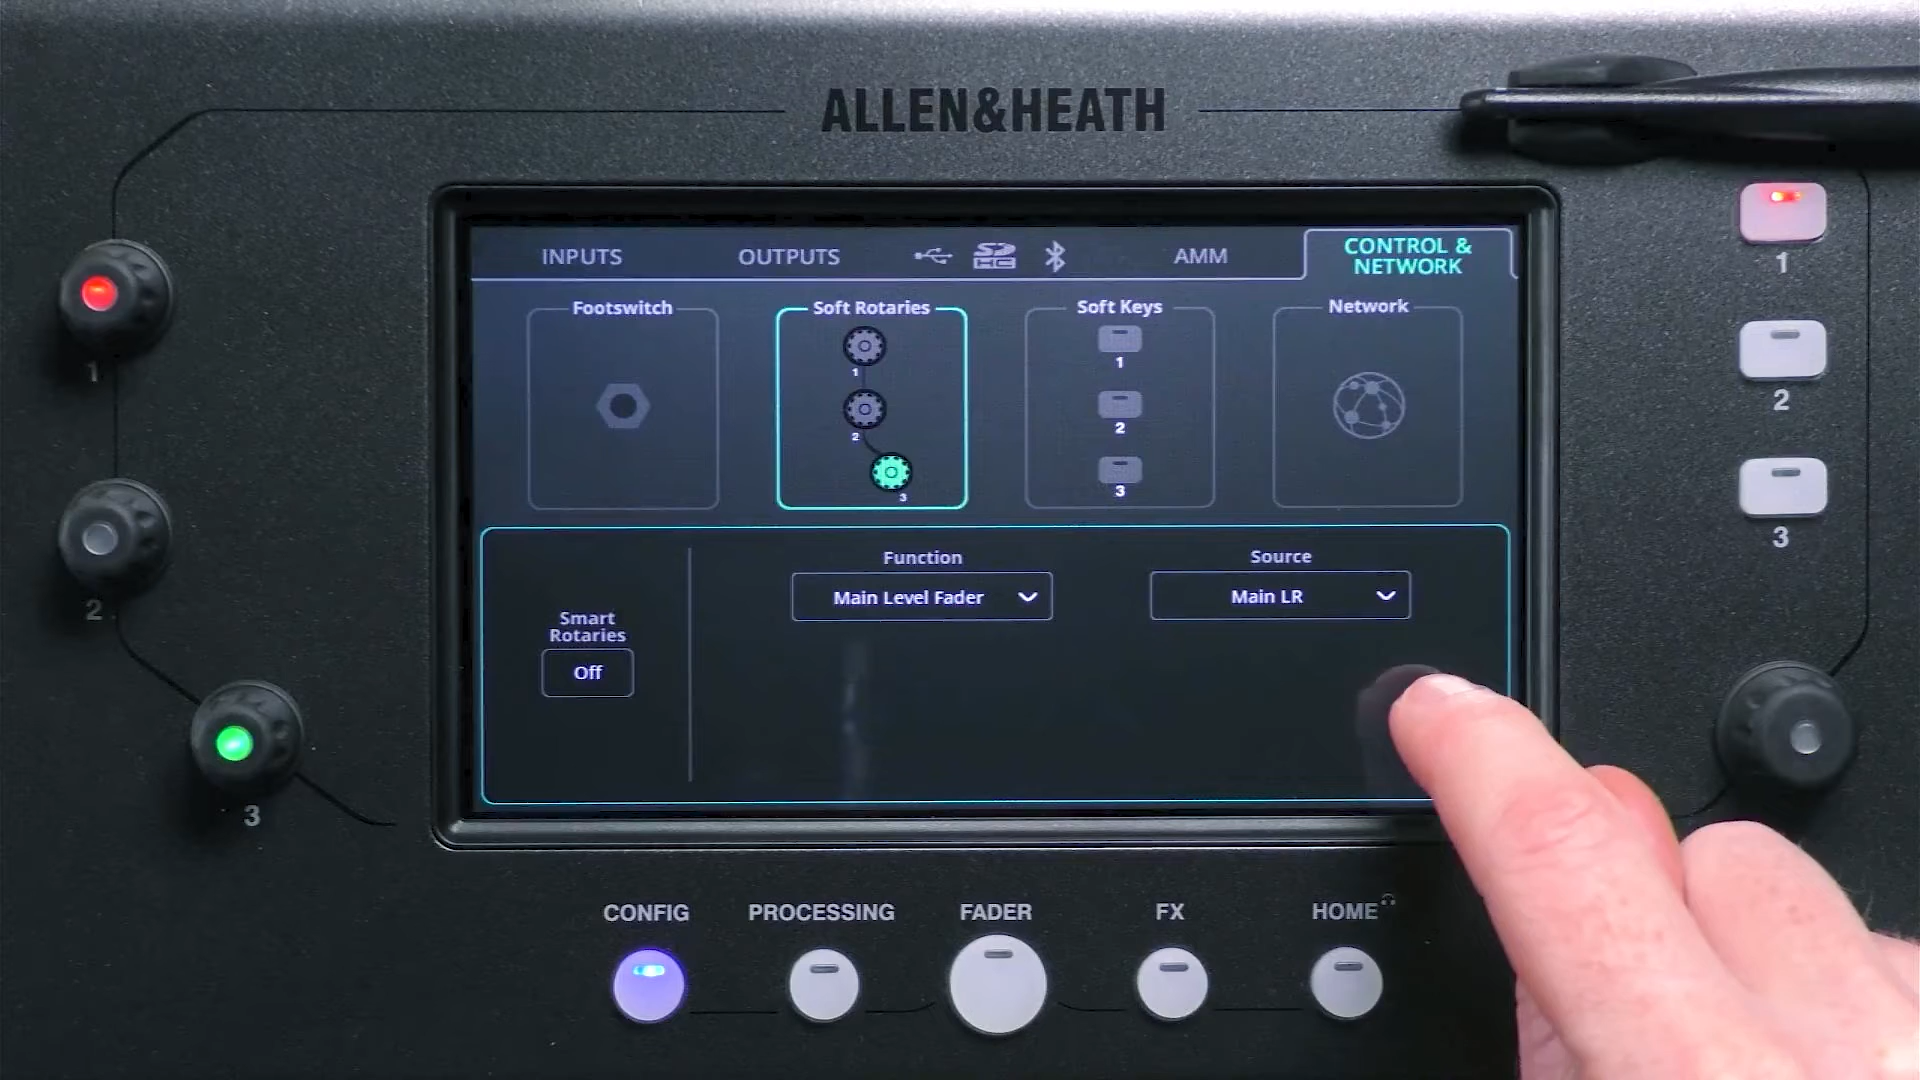 ALLEN&HEATH
INPUTS
OUTPUTS
SD
HC
AMM
CONTROL &
NETWORK
Footswitch
Soft Rotaries
1
2
3
Soft Keys
1
2
3
Network
Function
Main Level Fader
Source
Main LR
Smart
Rotaries
Off
1
2
3
1
2
3
CONFIG
PROCESSING
FADER
FX
HOME